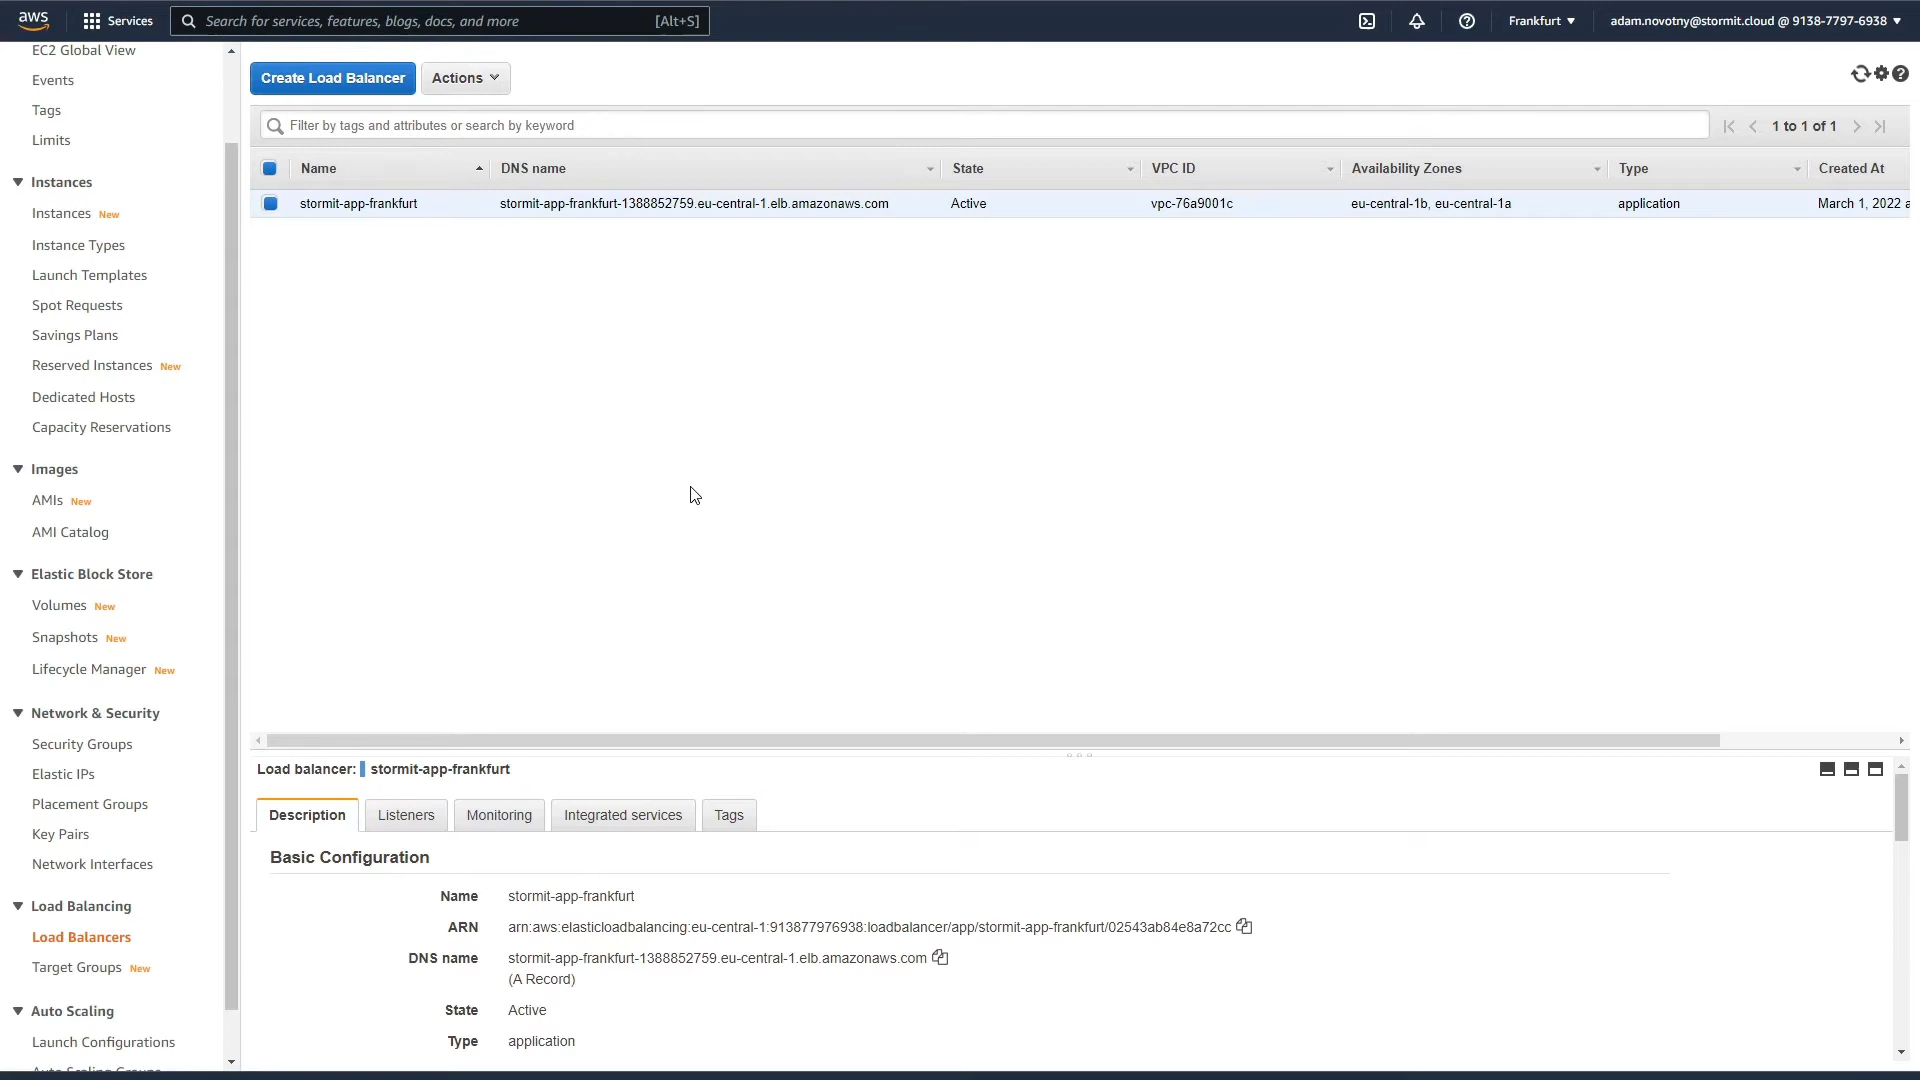 aws
Services
Search for services, features, blogs, docs, and more
[Alt+S]
Frankfurt
adam.novotny@stormit.cloud @ 9138-7797-6938
EC2 Global View
Events
Tags
Limits
Instances
Instances New
Instance Types
Launch Templates
Spot Requests
Savings Plans
Reserved Instances New
Dedicated Hosts
Capacity Reservations
Images
AMIs New
AMI Catalog
Elastic Block Store
Volumes New
Snapshots New
Lifecycle Manager New
Network & Security
Security Groups
Elastic IPs
Placement Groups
Key Pairs
Network Interfaces
Load Balancing
Load Balancers
Target Groups New
Auto Scaling
Launch Configurations
Auto Scaling Groups
Create Load Balancer
Actions
Filter by tags and attributes or search by keyword
1 to 1 of 1
Name DNS name State VPC ID Availability Zones Type Created At
stormit-app-frankfurt stormit-app-frankfurt-1388852759.eu-central-1.elb.amazonaws.com Active vpc-76a9001c eu-central-1b, eu-central-1a application March 1, 2022 a
Load balancer: stormit-app-frankfurt
Description Listeners Monitoring Integrated services Tags
Basic Configuration
Name stormit-app-frankfurt
ARN arn:aws:elasticloadbalancing:eu-central-1:913877976938:loadbalancer/app/stormit-app-frankfurt/02543ab84e8a72cc
DNS name stormit-app-frankfurt-1388852759.eu-central-1.elb.amazonaws.com
(A Record)
State Active
Type application